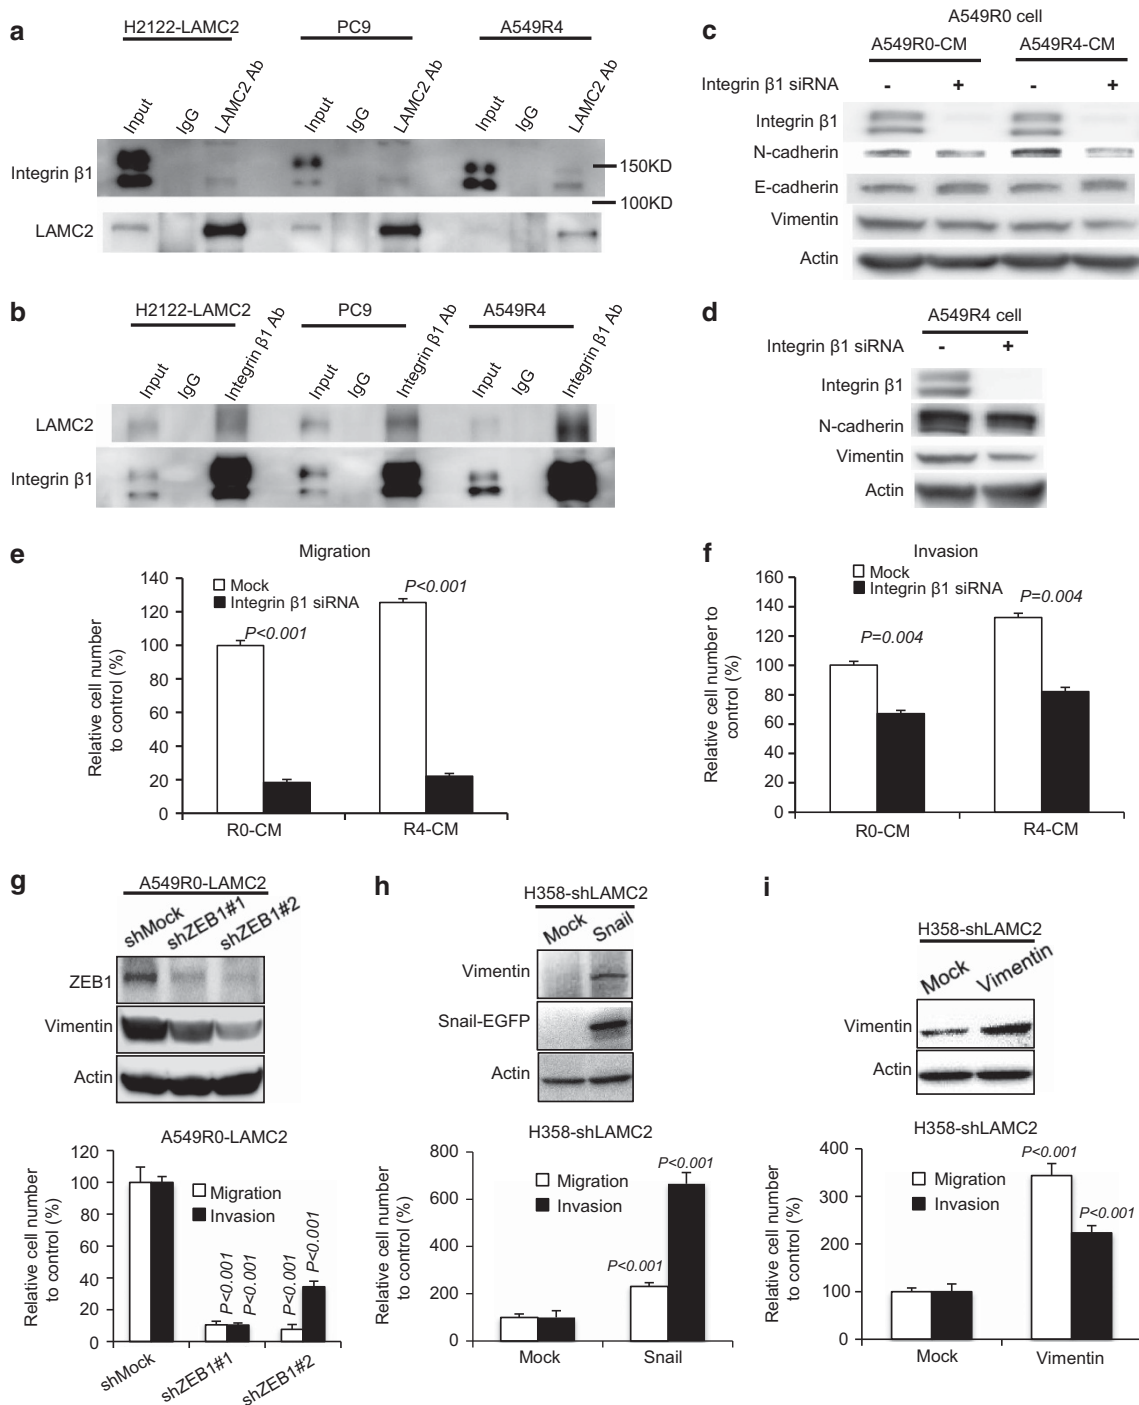 a
H2122-LAMC2
PC9
A549R4
Input
IgG
LAMC2 Ab
Input
IgG
LAMC2 Ab
Input
IgG
LAMC2 Ab
Integrin β1
150KD
100KD
LAMC2
b
H2122-LAMC2
PC9
A549R4
Input
IgG
Integrin β1 Ab
Input
IgG
Integrin β1 Ab
Input
IgG
Integrin β1 Ab
LAMC2
Integrin β1
c
A549R0 cell
A549R0-CM
A549R4-CM
Integrin β1 siRNA
- + - +
Integrin β1
N-cadherin
E-cadherin
Vimentin
Actin
d
A549R4 cell
Integrin β1 siRNA
- +
Integrin β1
N-cadherin
Vimentin
Actin
e
Migration
Mock
Integrin β1 siRNA
P<0.001
P<0.001
Relative cell number
to control (%)
140
120
100
80
60
40
20
0
R0-CM
R4-CM
f
Invasion
Mock
Integrin β1 siRNA
P=0.004
P=0.004
Relative cell number to
control (%)
160
140
120
100
80
60
40
20
0
R0-CM
R4-CM
g
A549R0-LAMC2
shMock
shZEB1#1
shZEB1#2
ZEB1
Vimentin
Actin
A549R0-LAMC2
Migration
Invasion
P<0.001
P<0.001
P<0.001
P<0.001
Relative cell number
to control (%)
120
100
80
60
40
20
0
shMock
shZEB1#1
shZEB1#2
h
H358-shLAMC2
Mock
Snail
Vimentin
Snail-EGFP
Actin
H358-shLAMC2
Migration
Invasion
P<0.001
P<0.001
Relative cell number
to control (%)
800
600
400
200
0
Mock
Snail
i
H358-shLAMC2
Mock
Vimentin
Vimentin
Actin
H358-shLAMC2
Migration
Invasion
P<0.001
P<0.001
Relative cell number
to control (%)
400
300
200
100
0
Mock
Vimentin